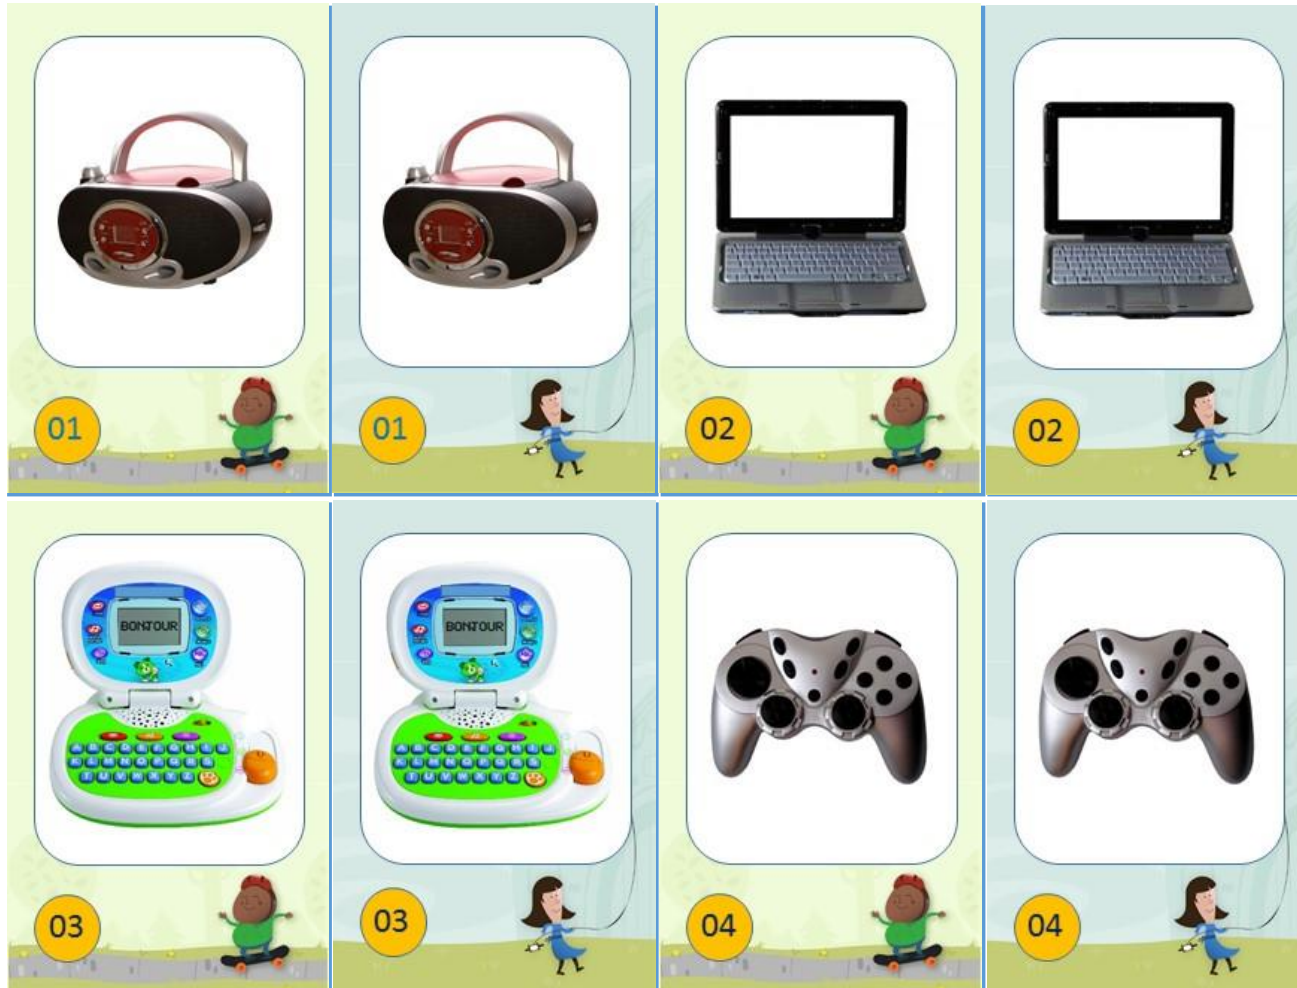 01
01
02
02
BONJOUR
BONJOUR
A B C D E F G H I J
K L M N O P Q R S
T U V W X Y Z
A B C D E F G H I J
K L M N O P Q R S
T U V W X Y Z
03
03
04
04